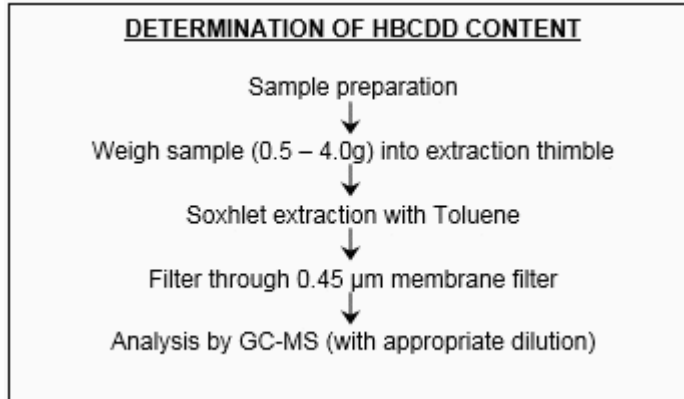 DETERMINATION OF HBCDD CONTENT
Sample preparation
Weigh sample (0.5 – 4.0g) into extraction thimble
Soxhlet extraction with Toluene
Filter through 0.45 µm membrane filter
Analysis by GC-MS (with appropriate dilution)